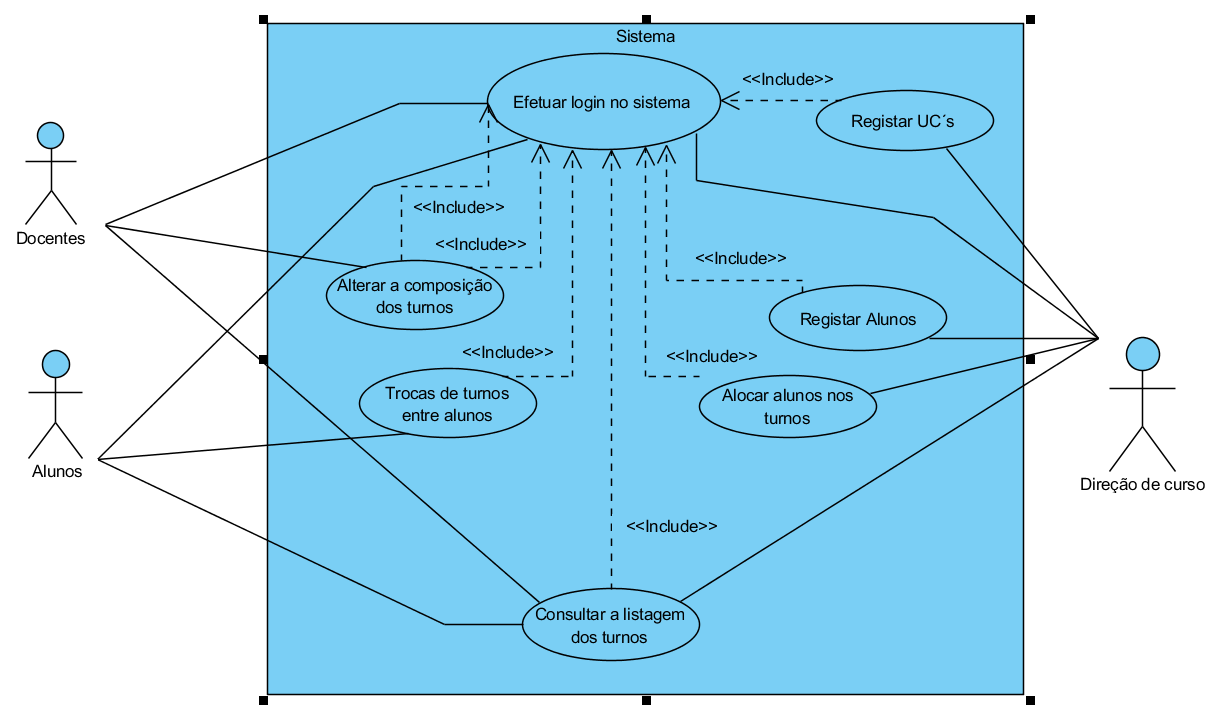 Sistema
<<Include>>
Efetuar login no sistema
Registar UC´s
<<Include>>
Docentes
<<Include>>
<<Include>>
Alterar a composição
dos turnos
Registar Alunos
<<Include>>
<<Include>>
Trocas de turnos
entre alunos
Alocar alunos nos
turnos
Alunos
Direção de curso
<<Include>>
Consultar a listagem
dos turnos